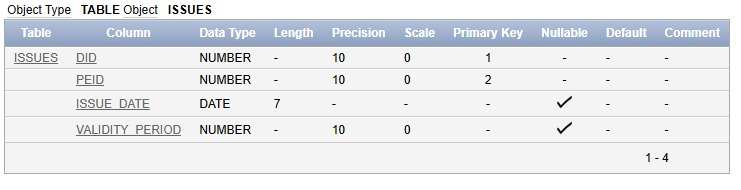 Object Type TABLE Object ISSUES
Table Column Data Type Length Precision Scale Primary Key Nullable Default Comment
ISSUES DID NUMBER - 10 0 1 - - -
PEID NUMBER - 10 0 2 - - -
ISSUE_DATE DATE 7 - - - ✓ - -
VALIDITY_PERIOD NUMBER - 10 0 - ✓ - -
1 - 4